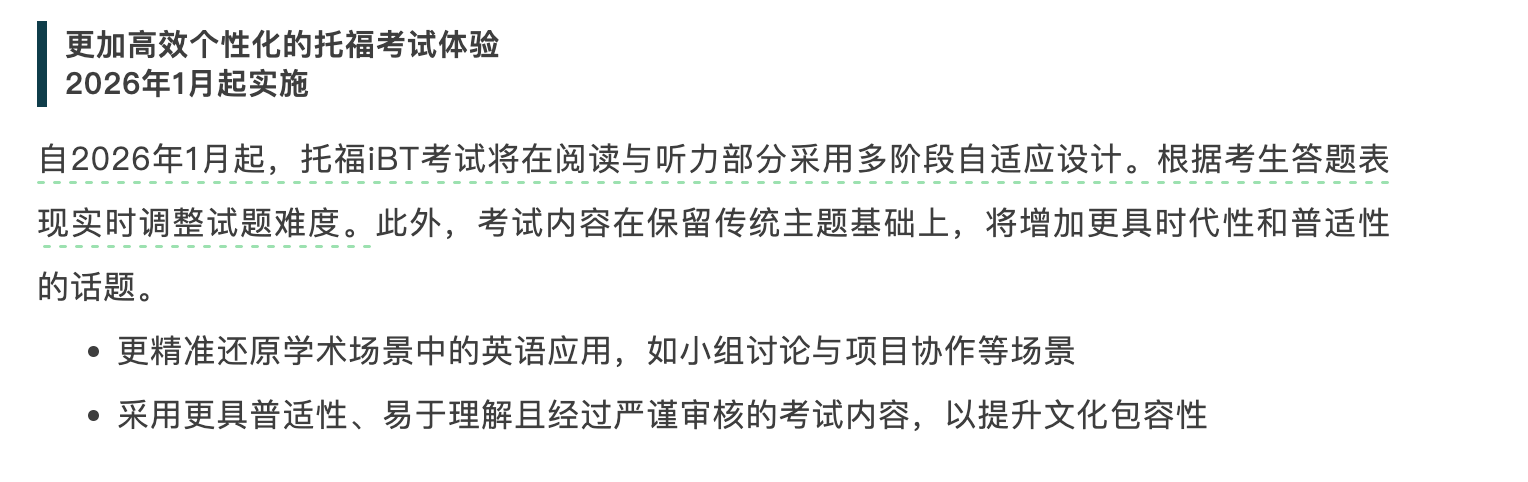 更加高效个性化的托福考试体验
2026年1月起实施
自2026年1月起，托福iBT考试将在阅读与听力部分采用多阶段自适应设计。根据考生答题表
现实时调整试题难度。此外，考试内容在保留传统主题基础上，将增加更具时代性和普适性
的话题。
• 更精准还原学术场景中的英语应用，如小组讨论与项目协作等场景
• 采用更具普适性、易于理解且经过严谨审核的考试内容，以提升文化包容性